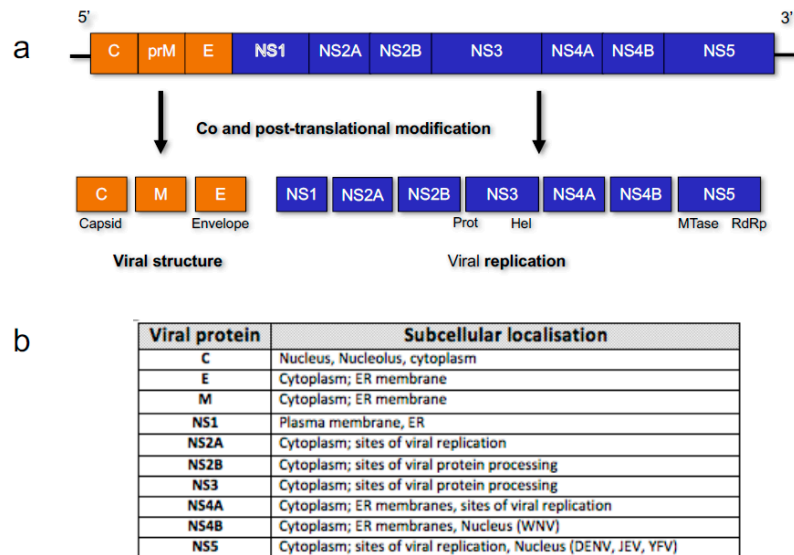 a
5' 3'
C prM E NS1 NS2A NS2B NS3 NS4A NS4B NS5
Co and post-translational modification
C M E NS1 NS2A NS2B NS3 NS4A NS4B NS5
Capsid Envelope Prot Hel MTase RdRp
Viral structure Viral replication
b
Viral protein Subcellular localisation
C Nucleus, Nucleolus, cytoplasm
E Cytoplasm; ER membrane
M Cytoplasm; ER membrane
NS1 Plasma membrane, ER
NS2A Cytoplasm; sites of viral replication
NS2B Cytoplasm; sites of viral protein processing
NS3 Cytoplasm; sites of viral protein processing
NS4A Cytoplasm; ER membranes, sites of viral replication
NS4B Cytoplasm; ER membranes, Nucleus (WNV)
NS5 Cytoplasm; sites of viral replication, Nucleus (DENV, JEV, YFV)